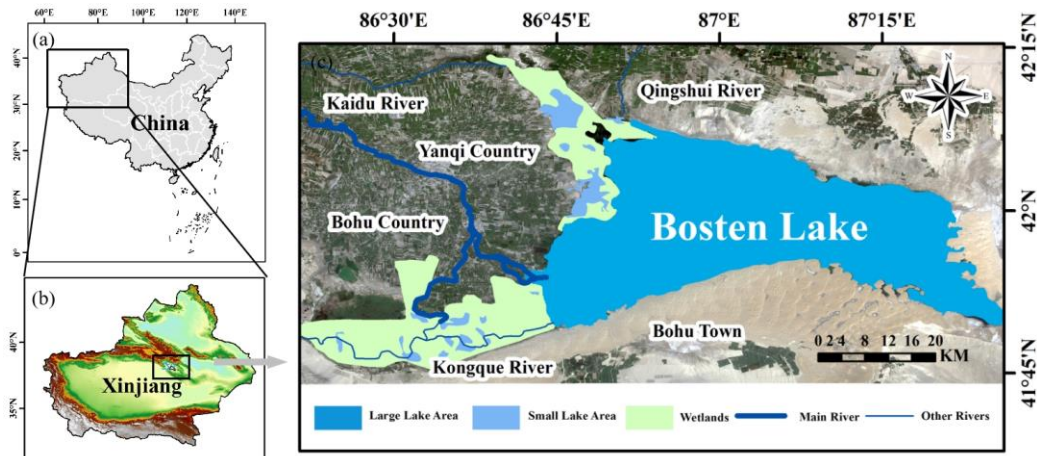 60°E 80°E 100°E 120°E 140°E
(a)
40°N
30°N
20°N
10°N
0°
China
(b)
40°N
35°N
Xinjiang
86°30′E 86°45′E 87°E 87°15′E
(c)
Kaidu River
Qingshui River
Yanqi Country
Bohu Country
Bosten Lake
Bohu Town
Kongque River
N
W E
S
0 2 4 8 12 16 20
KM
42°15′N
42°N
41°45′N
Large Lake Area Small Lake Area Wetlands Main River Other Rivers